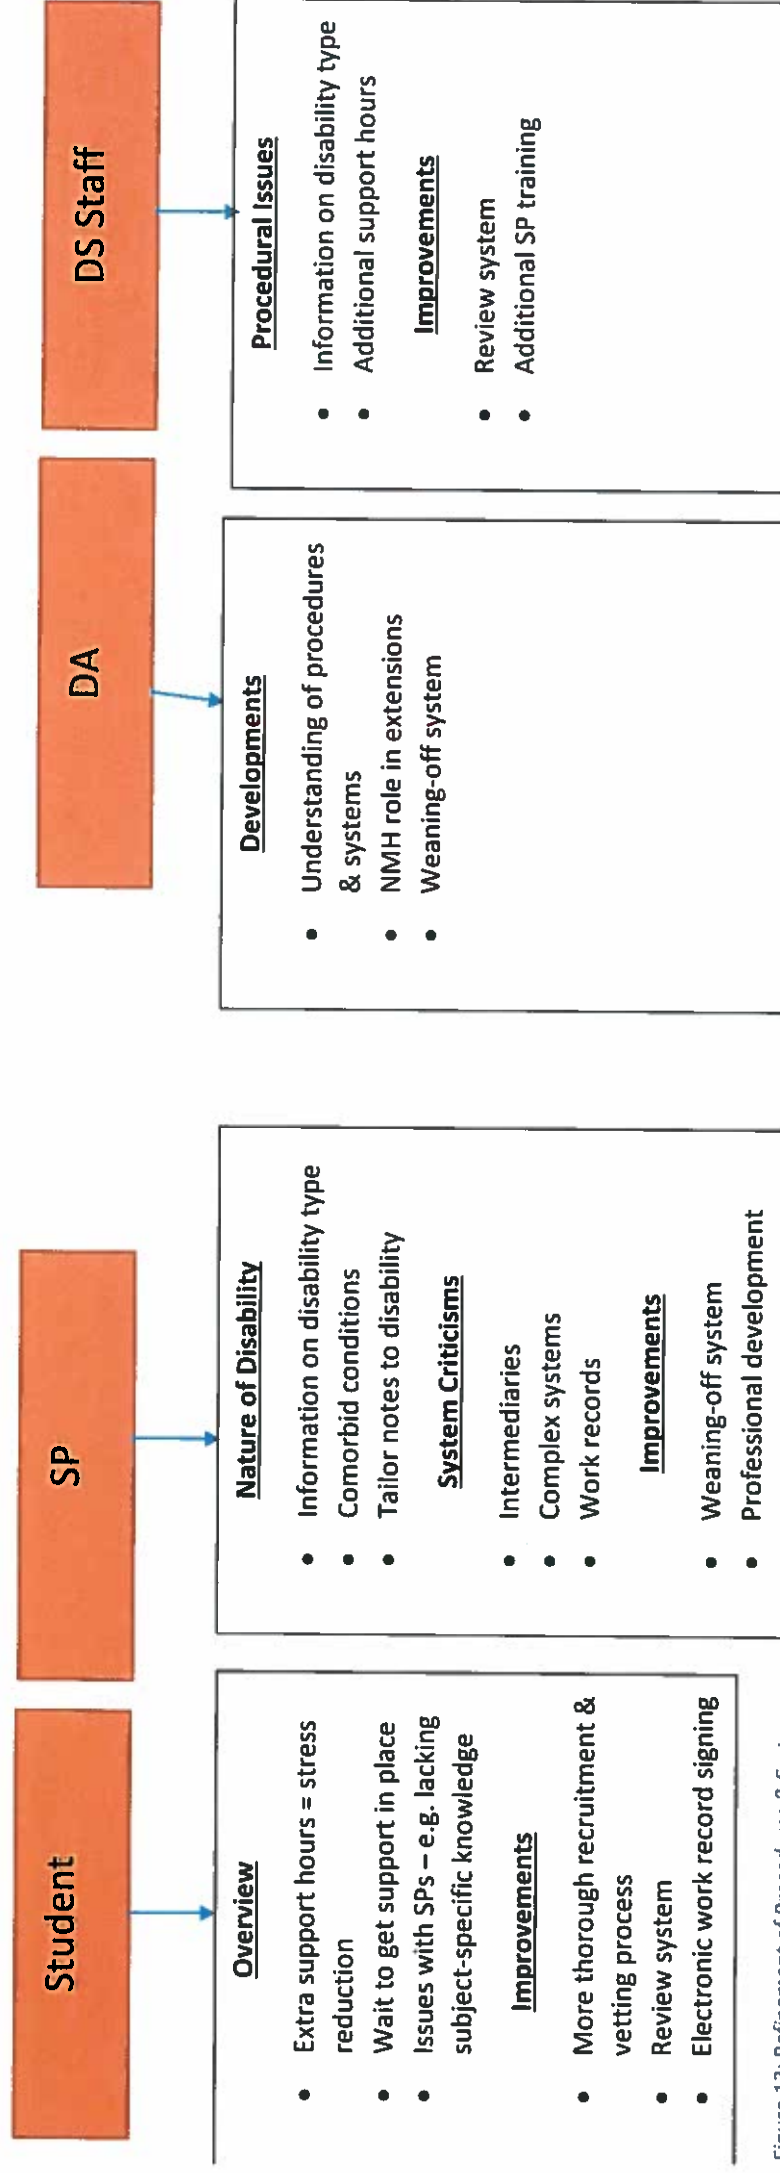 Student
Overview
• Extra support hours = stress
reduction
• Wait to get support in place
• Issues with SPs – e.g. lacking
subject-specific knowledge
Improvements
• More thorough recruitment &
vetting process
• Review system
• Electronic work record signing
SP
Nature of Disability
• Information on disability type
• Comorbid conditions
• Tailor notes to disability
System Criticisms
• Intermediaries
• Complex systems
• Work records
Improvements
• Weaning-off system
• Professional development
DA
Developments
• Understanding of procedures
& systems
• NMH role in extensions
• Weaning-off system
DS Staff
Procedural Issues
• Information on disability type
• Additional support hours
Improvements
• Review system
• Additional SP training
Figure 13: Refinement of